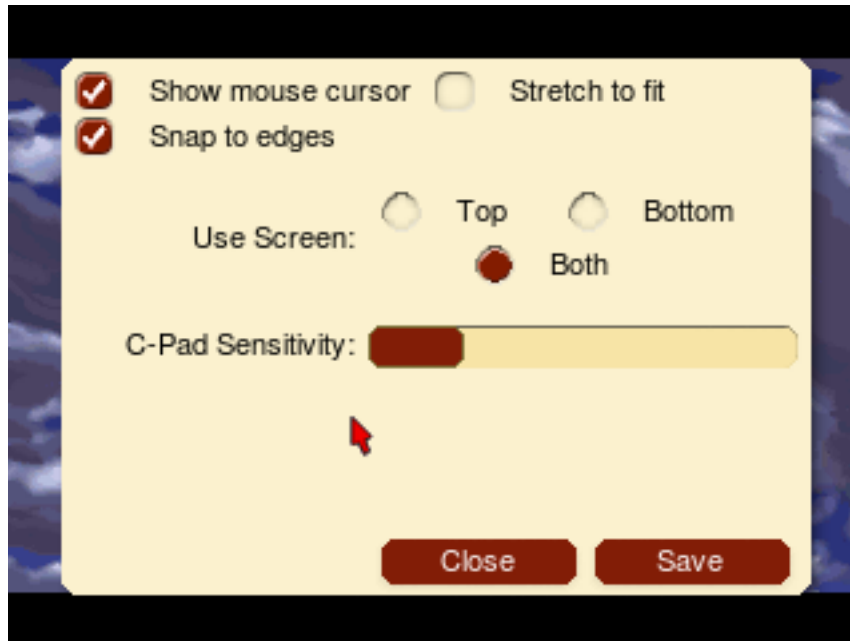 Show mouse cursor Stretch to fit
Snap to edges
Top Bottom
Use Screen:
Both
C-Pad Sensitivity:
Close Save